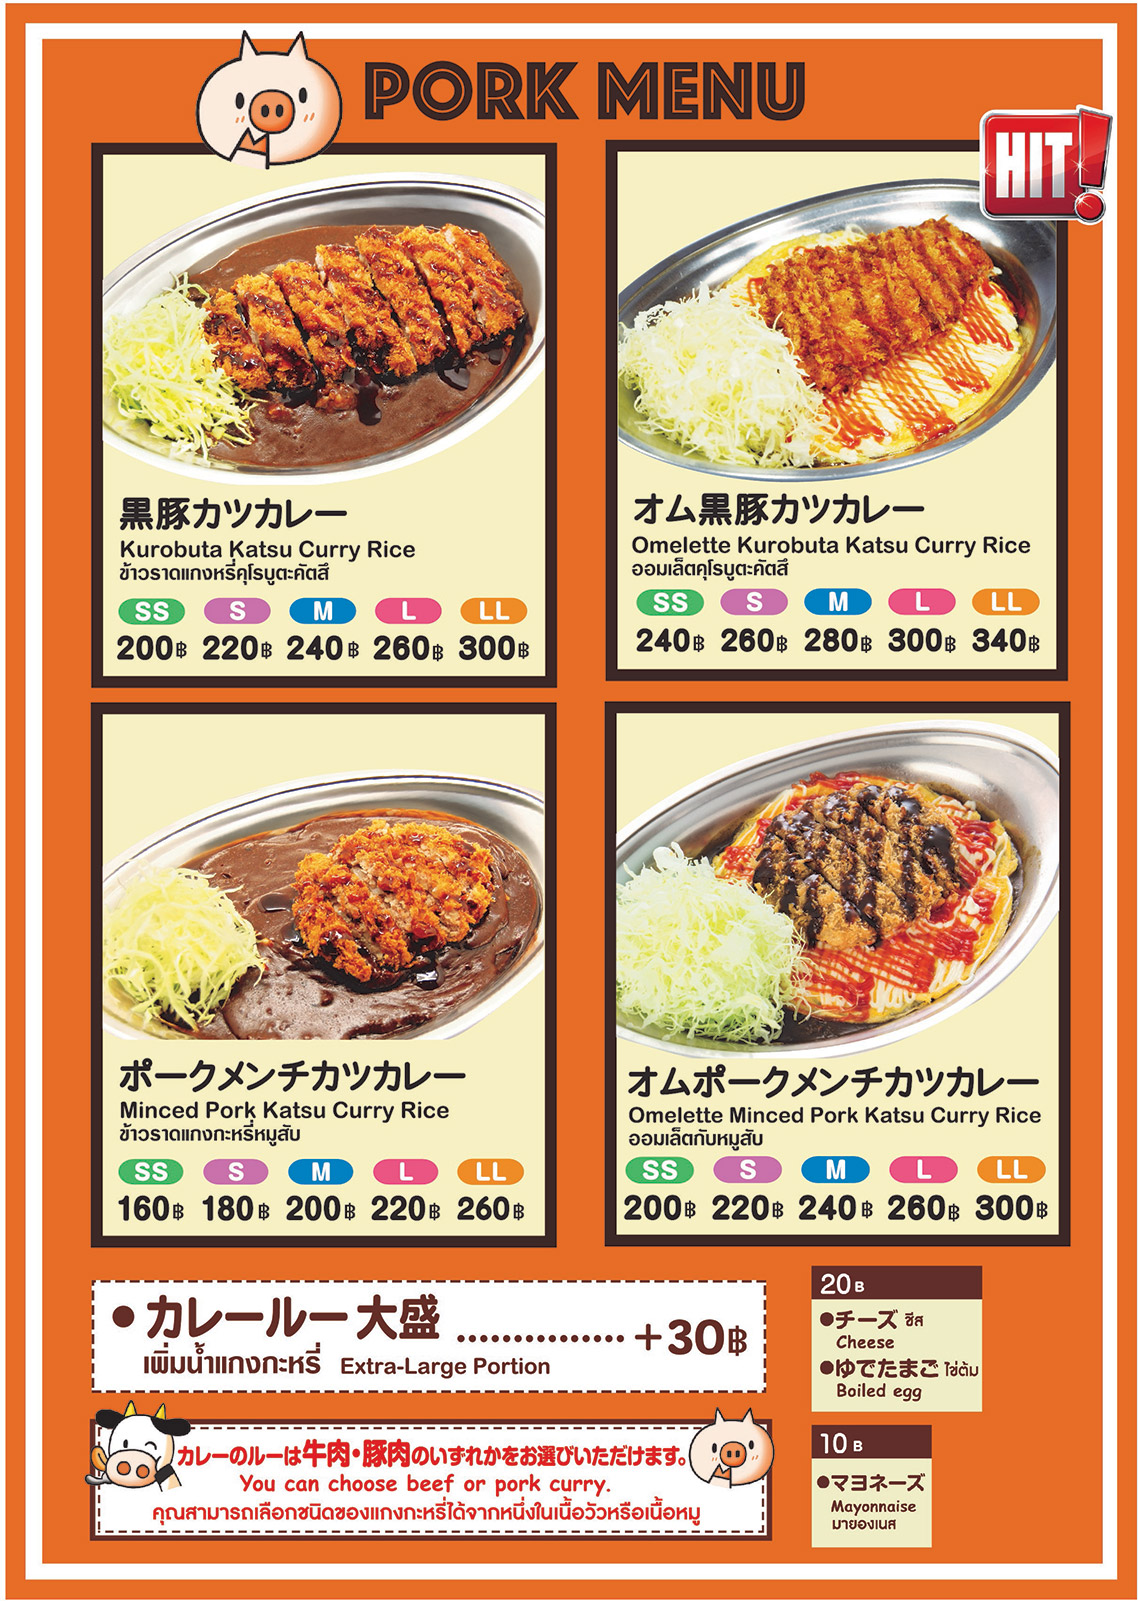 PORK MENU
HIT!
黒豚カツカレー
Kurobuta Katsu Curry Rice
ข้าวราดแกงหรี่คุโรบูตะคัตสึ
SS S M L LL
200฿ 220฿ 240฿ 260฿ 300฿
オム黒豚カツカレー
Omelette Kurobuta Katsu Curry Rice
ออมเล็ตคุโรบูตะคัตสึ
SS S M L LL
240฿ 260฿ 280฿ 300฿ 340฿
ポークメンチカツカレー
Minced Pork Katsu Curry Rice
ข้าวราดแกงกะหรี่หมูสับ
SS S M L LL
160฿ 180฿ 200฿ 220฿ 260฿
オムポークメンチカツカレー
Omelette Minced Pork Katsu Curry Rice
ออมเล็ตกับหมูสับ
SS S M L LL
200฿ 220฿ 240฿ 260฿ 300฿
●カレールー大盛 ............... +30฿
เพิ่มน้ำแกงกะหรี่ Extra-Large Portion
カレーのルーは牛肉・豚肉のいずれかをお選びいただけます。
You can choose beef or pork curry.
คุณสามารถเลือกชนิดของแกงกะหรี่ได้จากหนึ่งในเนื้อวัวหรือเนื้อหมู
20 B
●チーズ ชีส
Cheese
●ゆでたまご ไข่ต้ม
Boiled egg
10 B
●マヨネーズ
Mayonnaise
มายองเนส